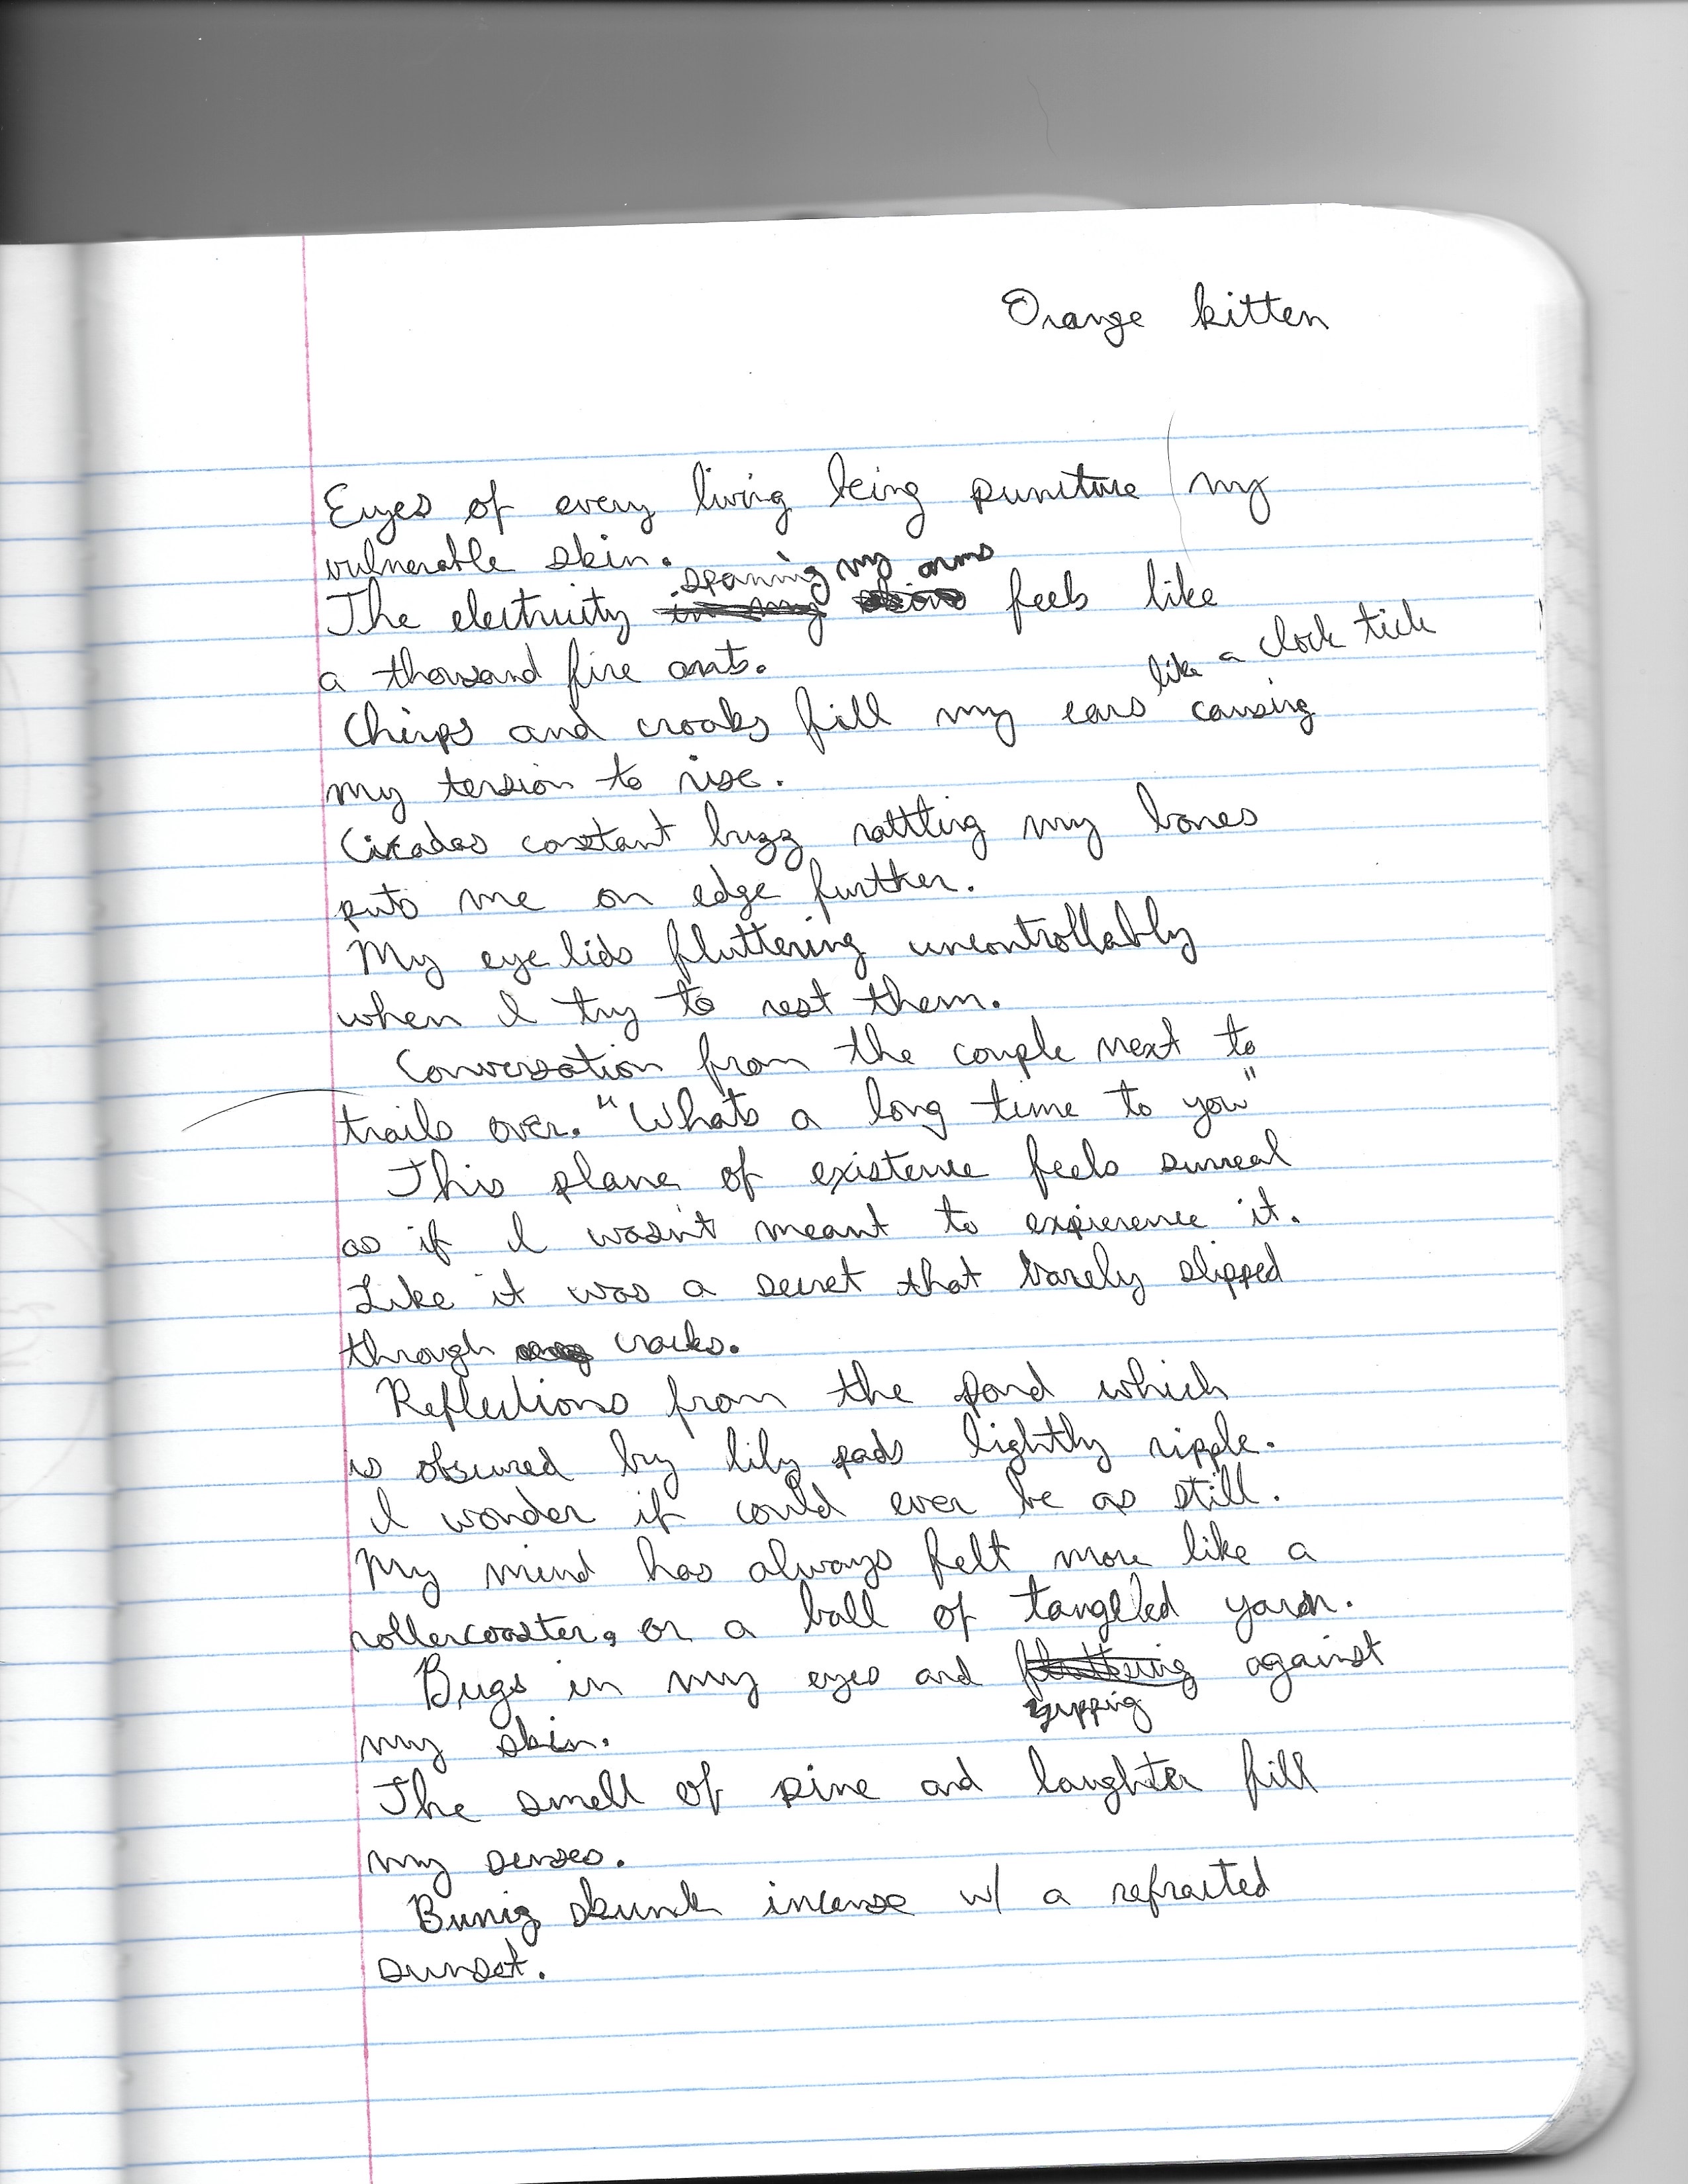 Orange kitten
Eyes of every living being puncture my
vulnerable skin.
spanning my arms
The electricity in my feels like
a thousand fire ants.
like a clock tick
Chirps and croaks fill my ears causing
my tension to rise.
Cicadas constant buzz rattling my bones
puts me on edge further.
My eyelids fluttering uncontrollably
when I try to rest them.
Conversation from the couple next to
trails over. "Whats a long time to you"
This plane of existence feels surreal
as if I wasn't meant to expierence it.
Like it was a secret that barely slipped
through cracks.
Reflections from the pond which
is obscured by lily pads lightly ripple.
I wonder if could ever be as still.
My mind has always felt more like a
rollercoaster, or a ball of tangled yarn.
Bugs in my eyes and fluttering against
zipping
my skin.
The smell of pine and laughter fill
my senses.
Burnig skunk incense w/ a refracted
sunset.